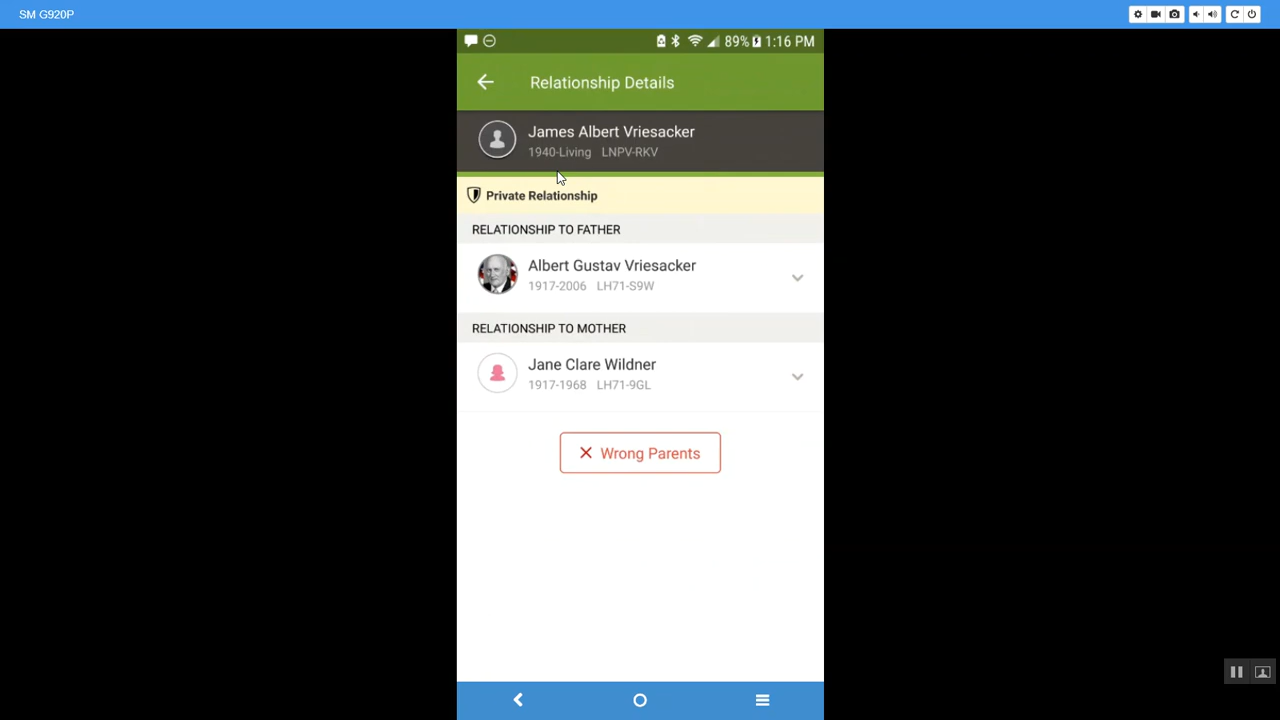 SM G920P
89% 1:16 PM
Relationship Details
James Albert Vriesacker
1940-Living LNPV-RKV
Private Relationship
RELATIONSHIP TO FATHER
Albert Gustav Vriesacker
1917-2006 LH71-S9W
RELATIONSHIP TO MOTHER
Jane Clare Wildner
1917-1968 LH71-9GL
Wrong Parents